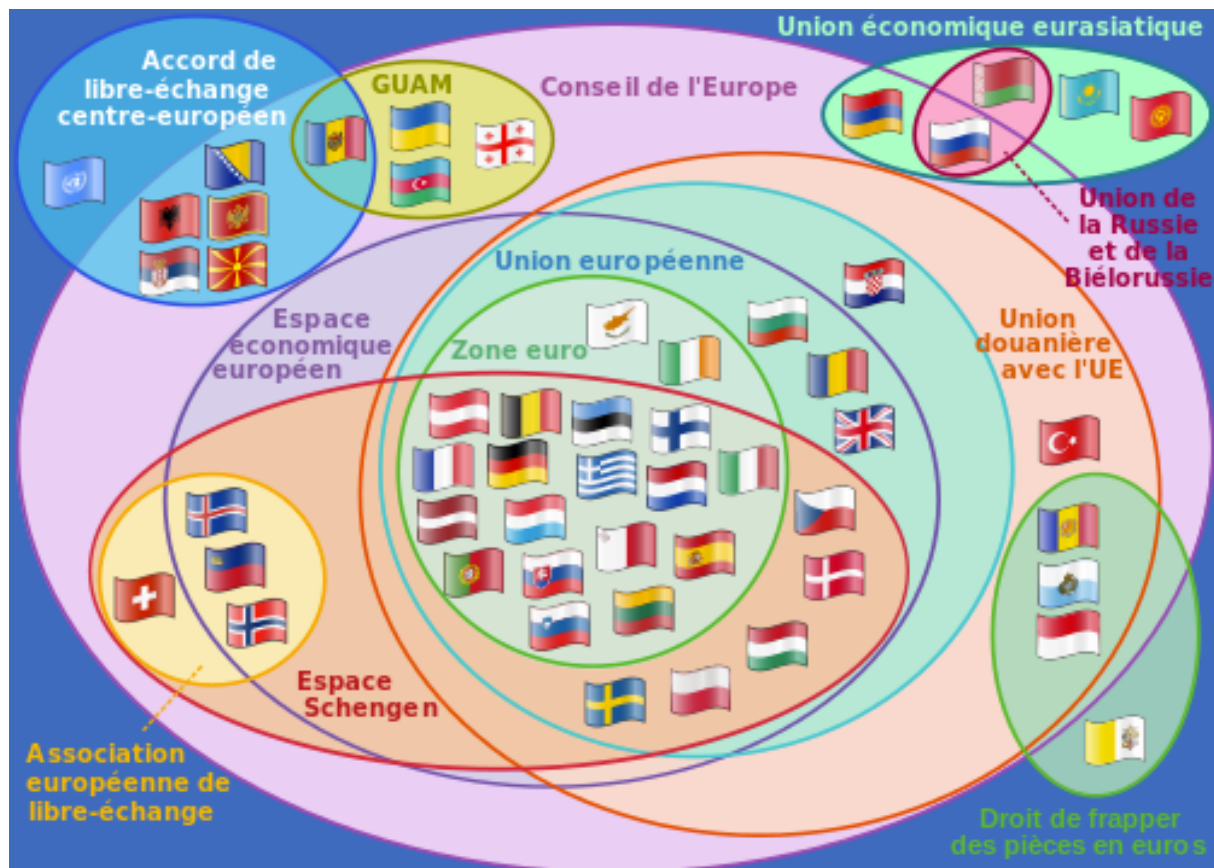 Union économique eurasiatique
Accord de
libre-échange
centre-européen
GUAM
Conseil de l'Europe
Union de
la Russie
et de la
Biélorussie
Union européenne
Espace
économique
européen
Zone euro
Union
douanière
avec l'UE
Espace
Schengen
Association
européenne de
libre-échange
Droit de frapper
des pièces en euros